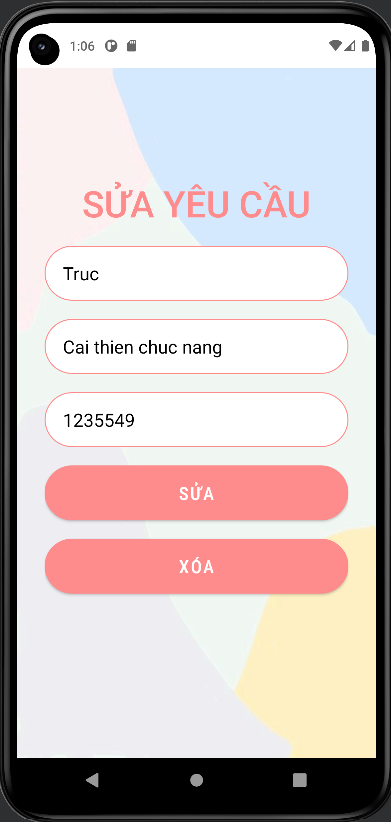 1:06
SỬA YÊU CẦU
Truc
Cai thien chuc nang
1235549
SỬA
XÓA